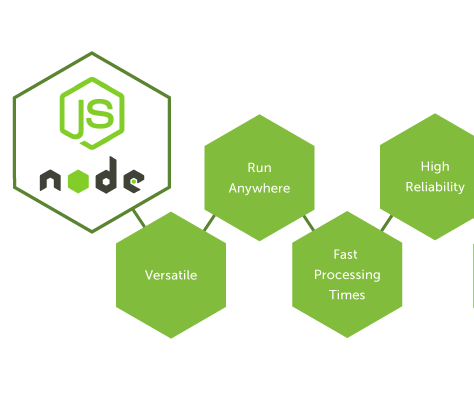 JS
node
Versatile
Run
Anywhere
Fast
Processing
Times
High
Reliability